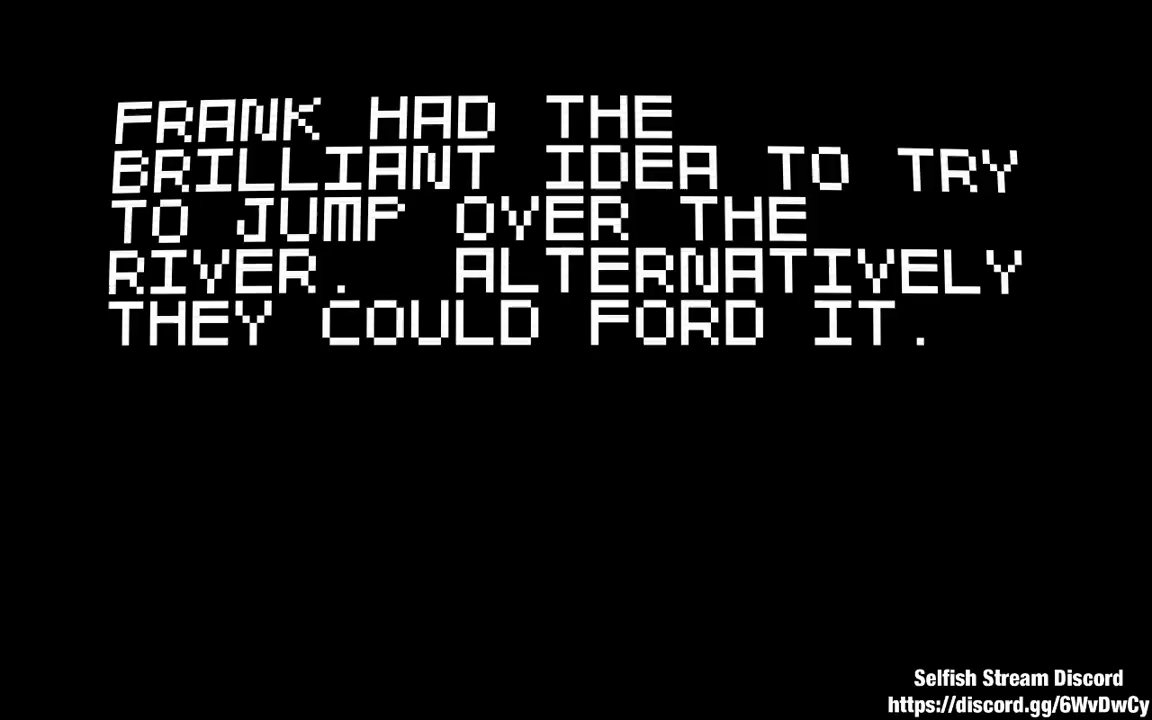 FRANK HAD THE
BRILLIANT IDEA TO TRY
TO JUMP OVER THE
RIVER. ALTERNATIVELY
THEY COULD FORD IT.
Selfish Stream Discord
https://discord.gg/6WvDwCy